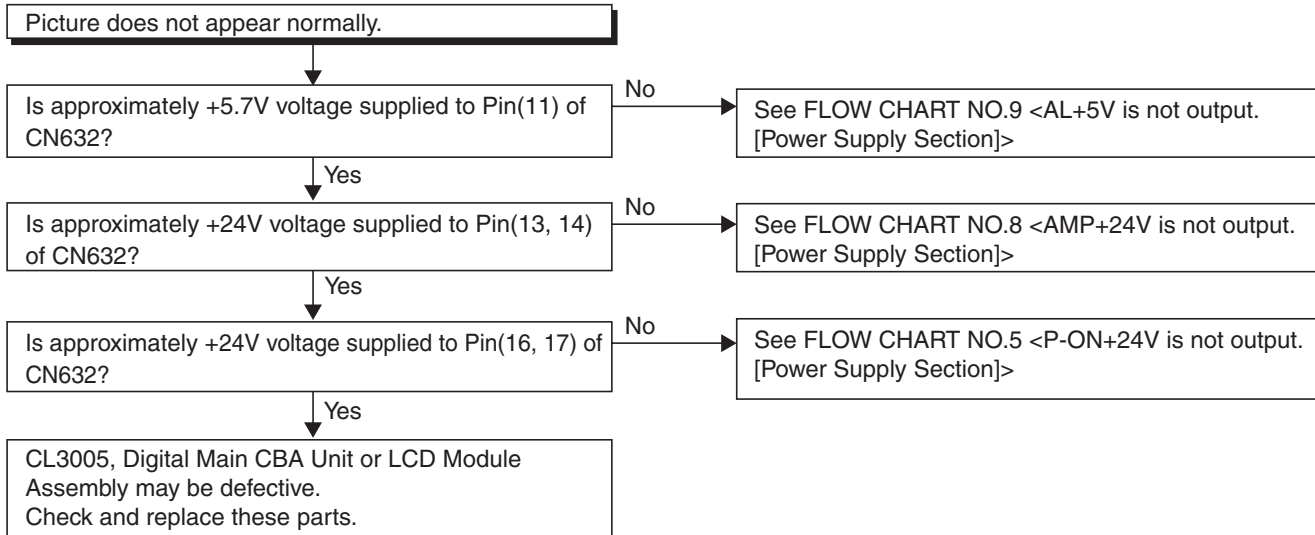 Picture does not appear normally.
Is approximately +5.7V voltage supplied to Pin(11) of
CN632?
No
See FLOW CHART NO.9 <AL+5V is not output.
[Power Supply Section]>
Yes
Is approximately +24V voltage supplied to Pin(13, 14)
of CN632?
No
See FLOW CHART NO.8 <AMP+24V is not output.
[Power Supply Section]>
Yes
Is approximately +24V voltage supplied to Pin(16, 17) of
CN632?
No
See FLOW CHART NO.5 <P-ON+24V is not output.
[Power Supply Section]>
Yes
CL3005, Digital Main CBA Unit or LCD Module
Assembly may be defective.
Check and replace these parts.